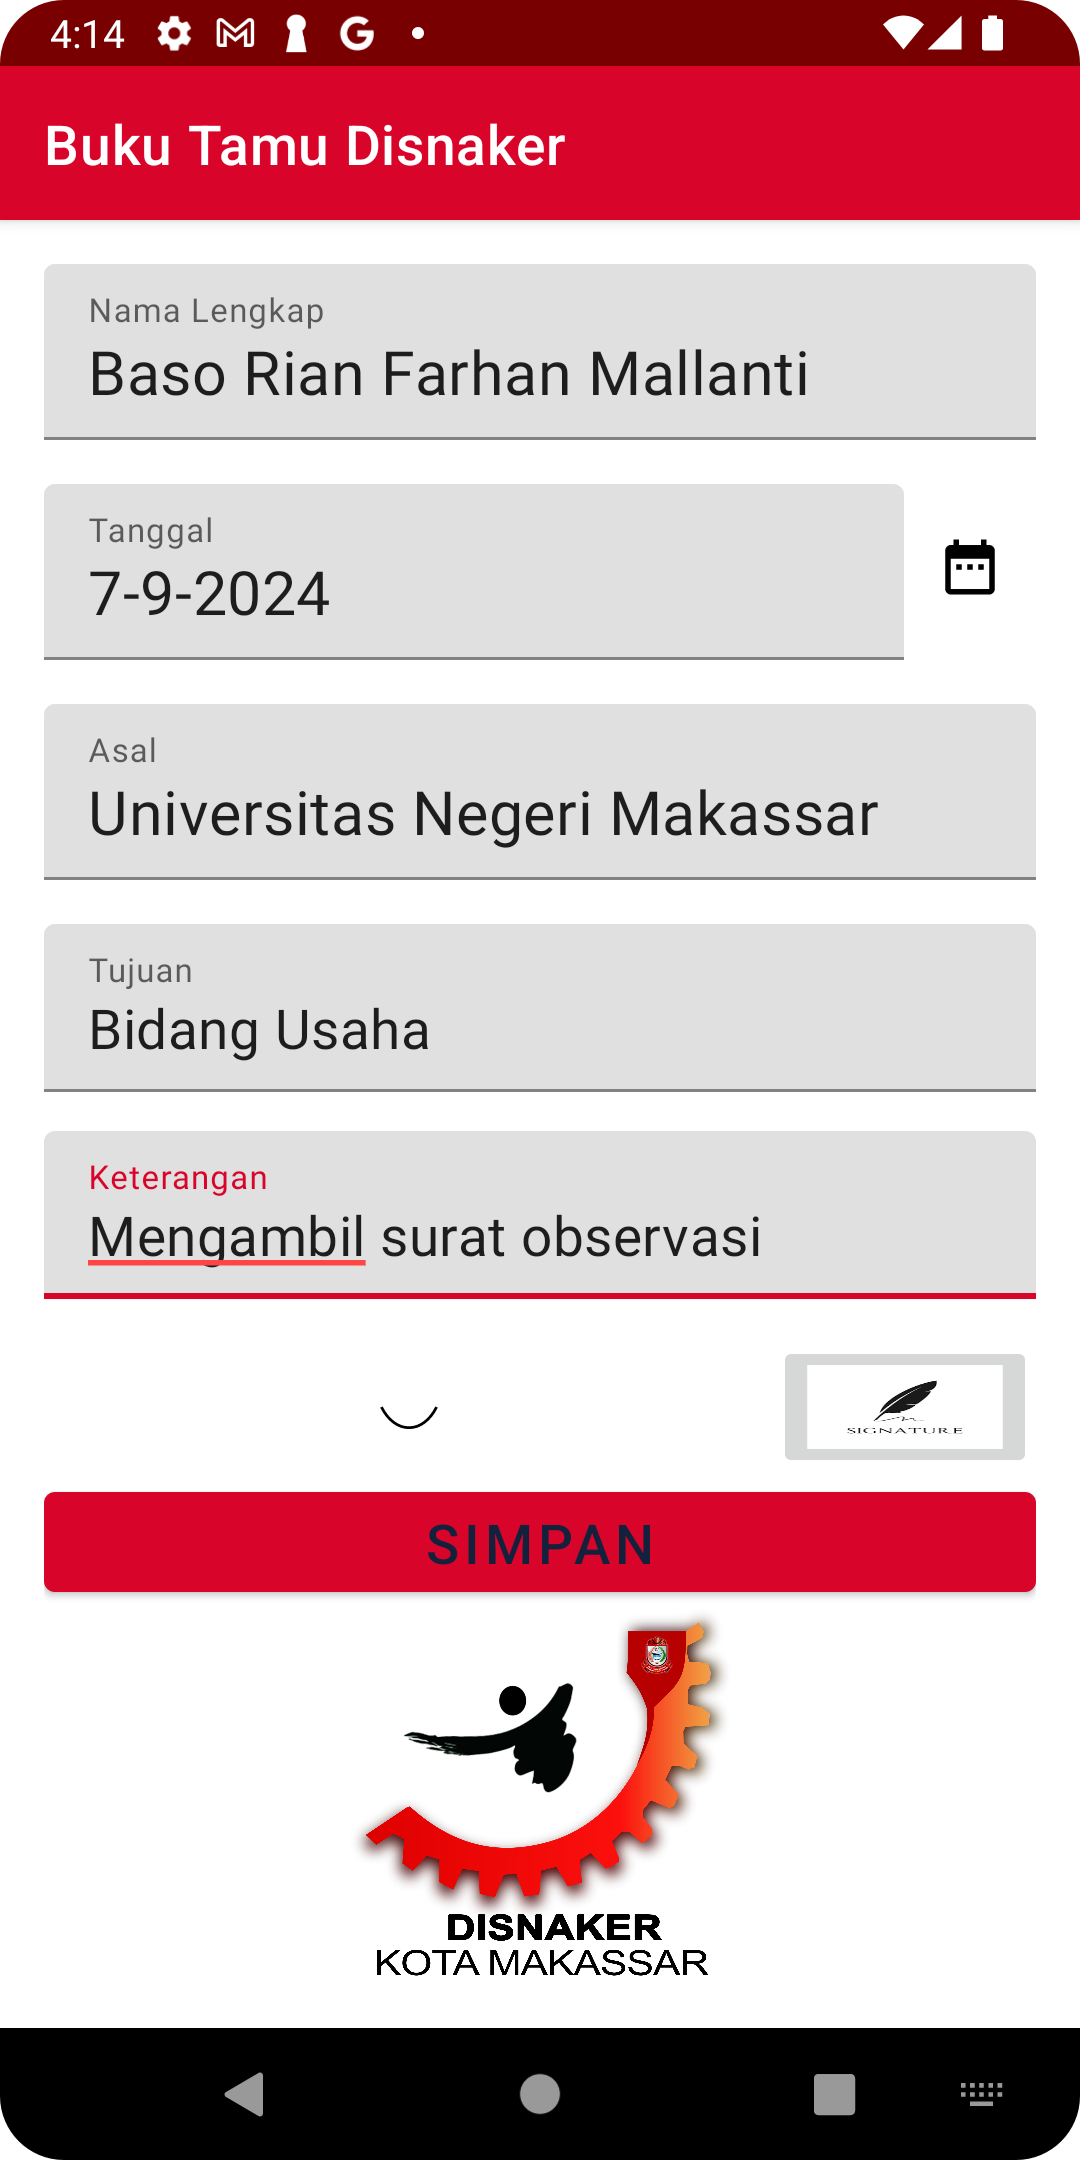 4:14
Buku Tamu Disnaker
Nama Lengkap
Baso Rian Farhan Mallanti
Tanggal
7-9-2024
Asal
Universitas Negeri Makassar
Tujuan
Bidang Usaha
Keterangan
Mengambil surat observasi
SIGNATURE
SIMPAN
DISNAKER
KOTA MAKASSAR